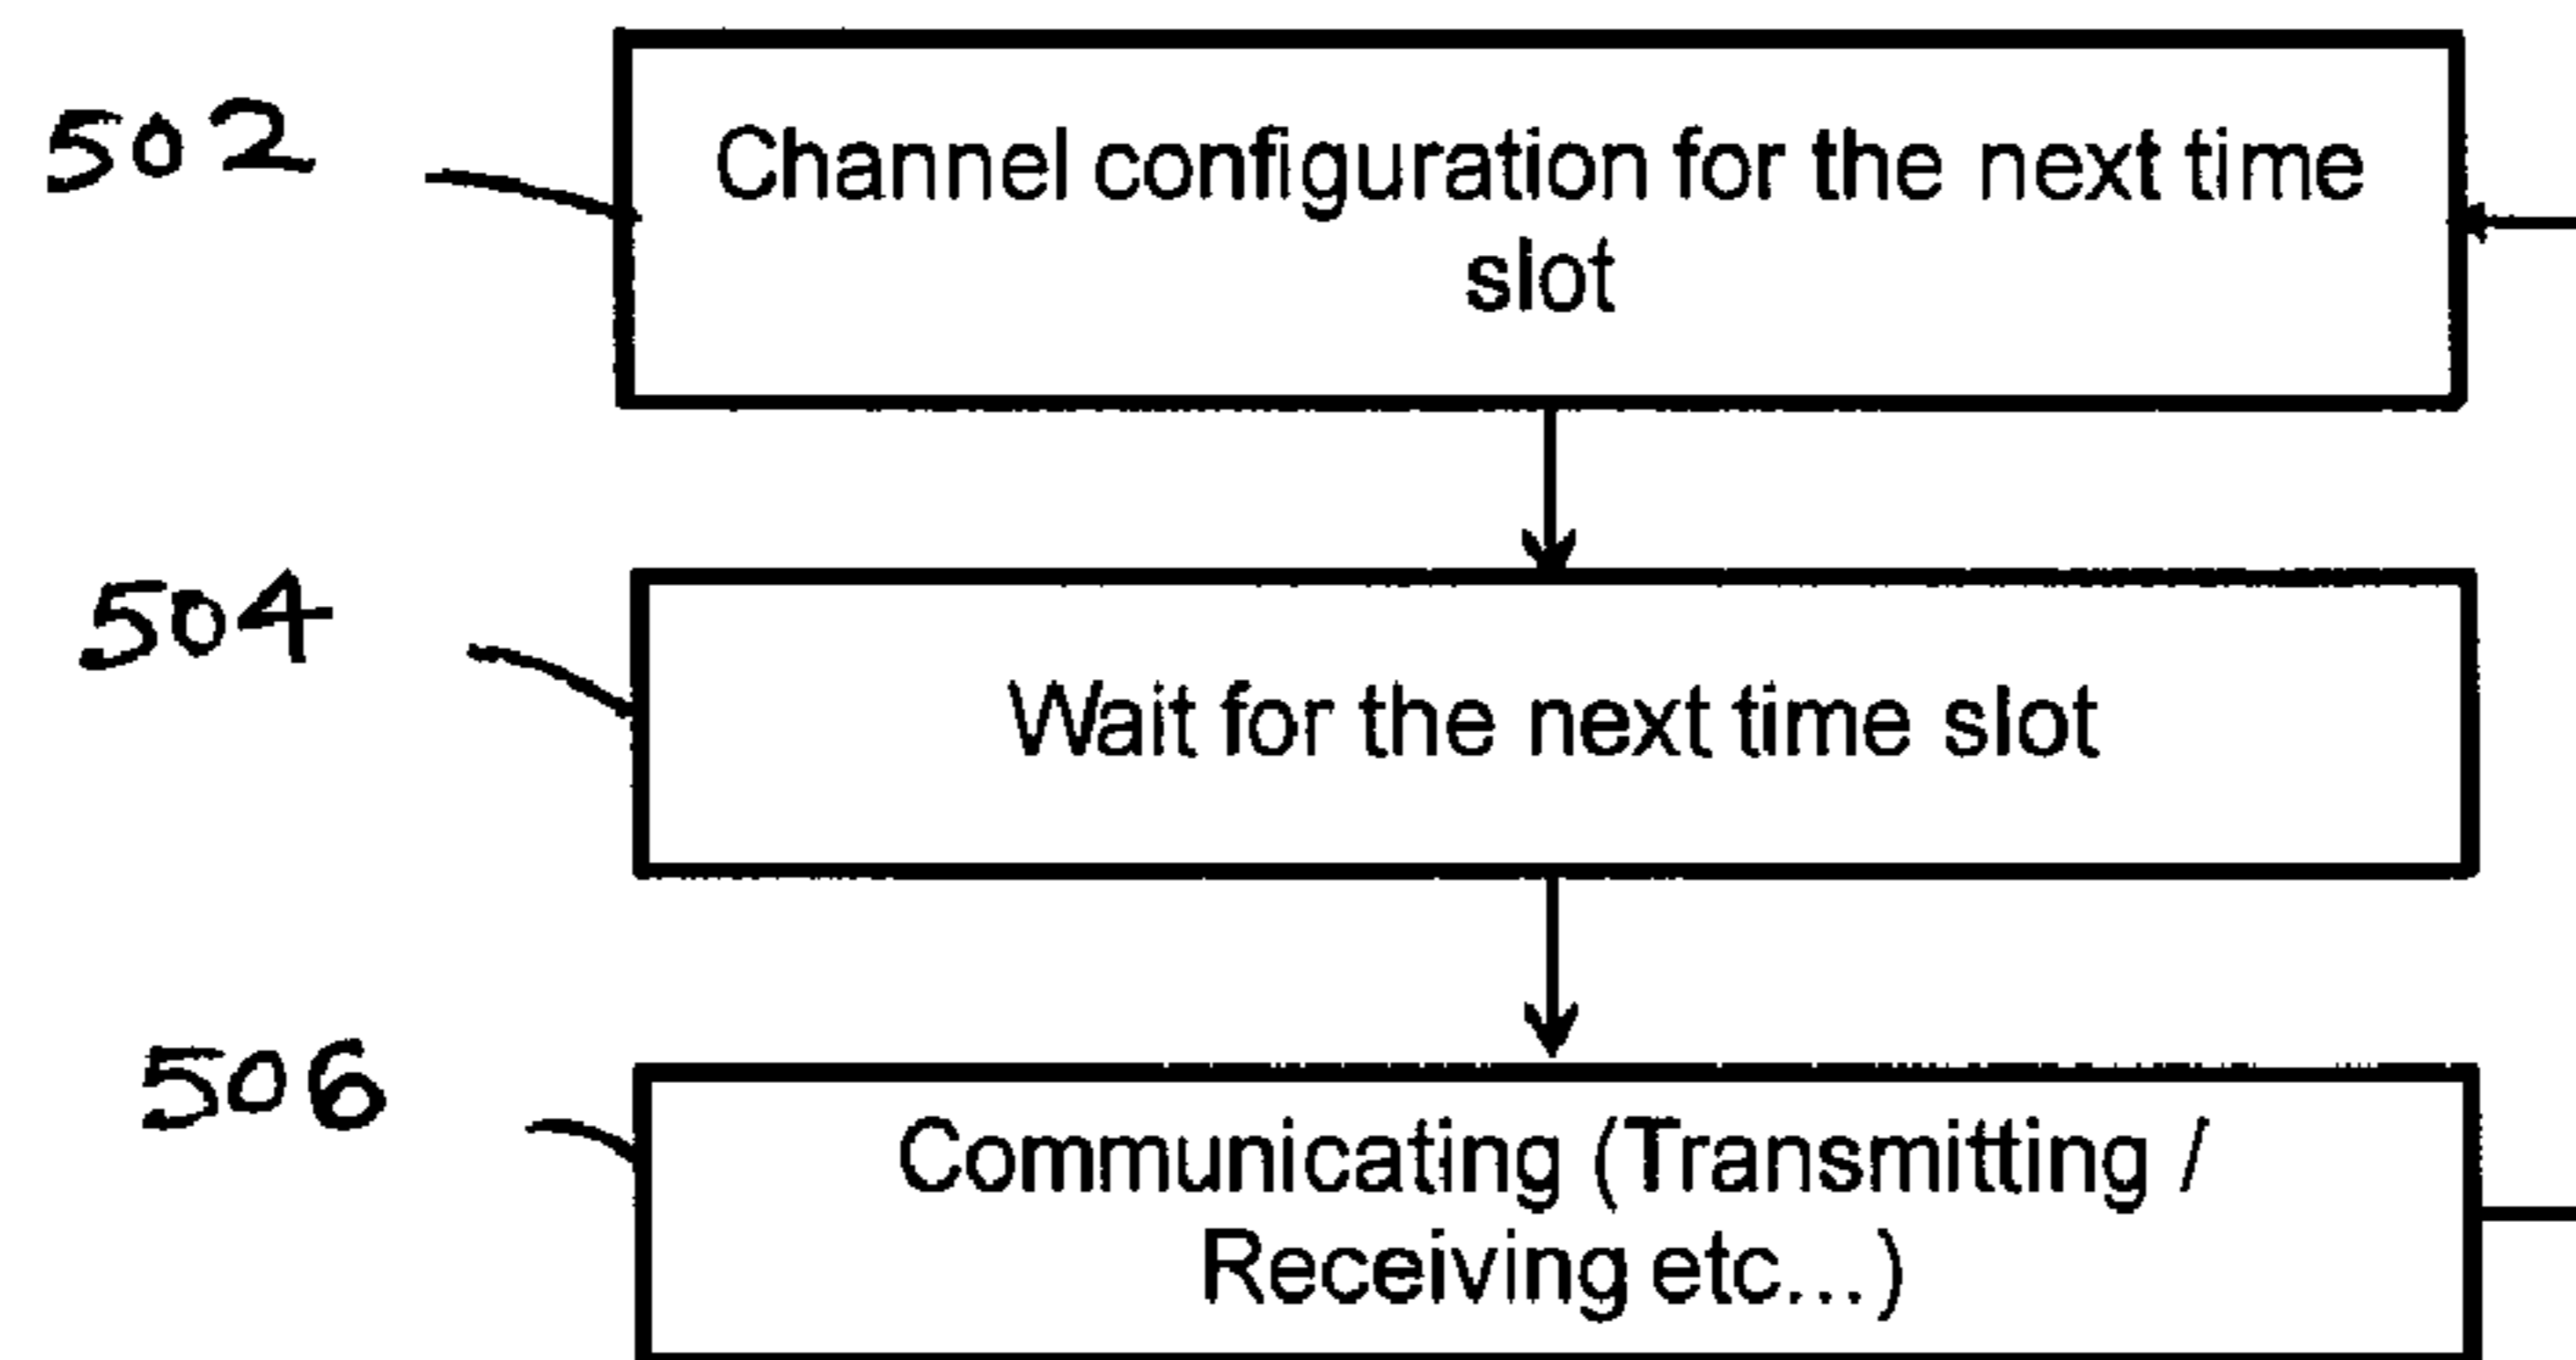 502
Channel configuration for the next time
slot
504
Wait for the next time slot
506
Communicating (Transmitting /
Receiving etc...)